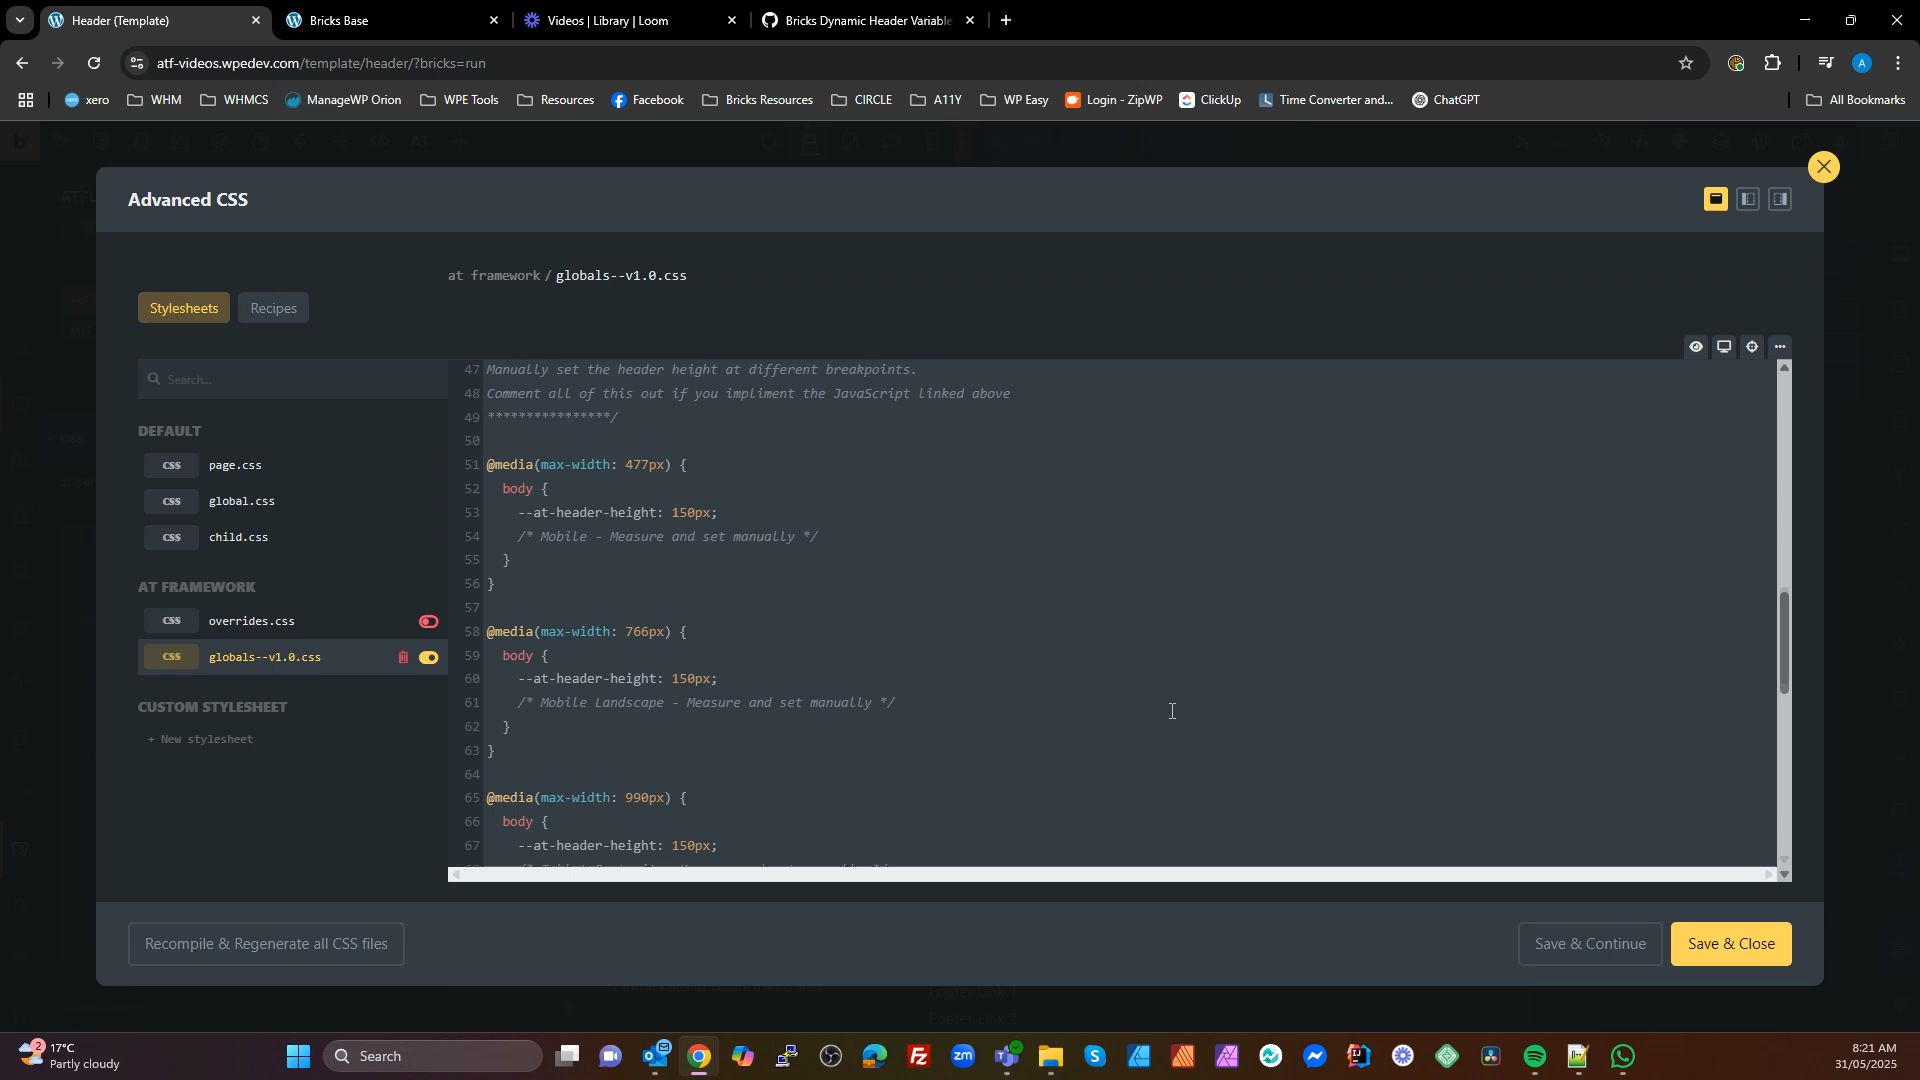 Header (Template)
Bricks Base
Videos | Library | Loom
Bricks Dynamic Header Variable
atf-videos.wpedev.com/template/header/?bricks=run
xero
WHM
WHMCS
ManageWP Orion
WPE Tools
Resources
Facebook
Bricks Resources
CIRCLE
A11Y
WP Easy
Login - ZipWP
ClickUp
Time Converter and...
ChatGPT
All Bookmarks
Advanced CSS
at framework / globals--v1.0.css
Stylesheets
Recipes
Search...
DEFAULT
CSS page.css
CSS global.css
CSS child.css
AT FRAMEWORK
CSS overrides.css
CSS globals--v1.0.css
CUSTOM STYLESHEET
+ New stylesheet
47 Manually set the header height at different breakpoints.
48 Comment all of this out if you impliment the JavaScript linked above
49 ****************/
50
51 @media(max-width: 477px) {
52 body {
53 --at-header-height: 150px;
54 /* Mobile - Measure and set manually */
55 }
56 }
57
58 @media(max-width: 766px) {
59 body {
60 --at-header-height: 150px;
61 /* Mobile Landscape - Measure and set manually */
62 }
63 }
64
65 @media(max-width: 990px) {
66 body {
67 --at-header-height: 150px;
Recompile & Regenerate all CSS files
Save & Continue
Save & Close
Footer Link 2
2
17°C
Partly cloudy
Search
8:21 AM
31/05/2025